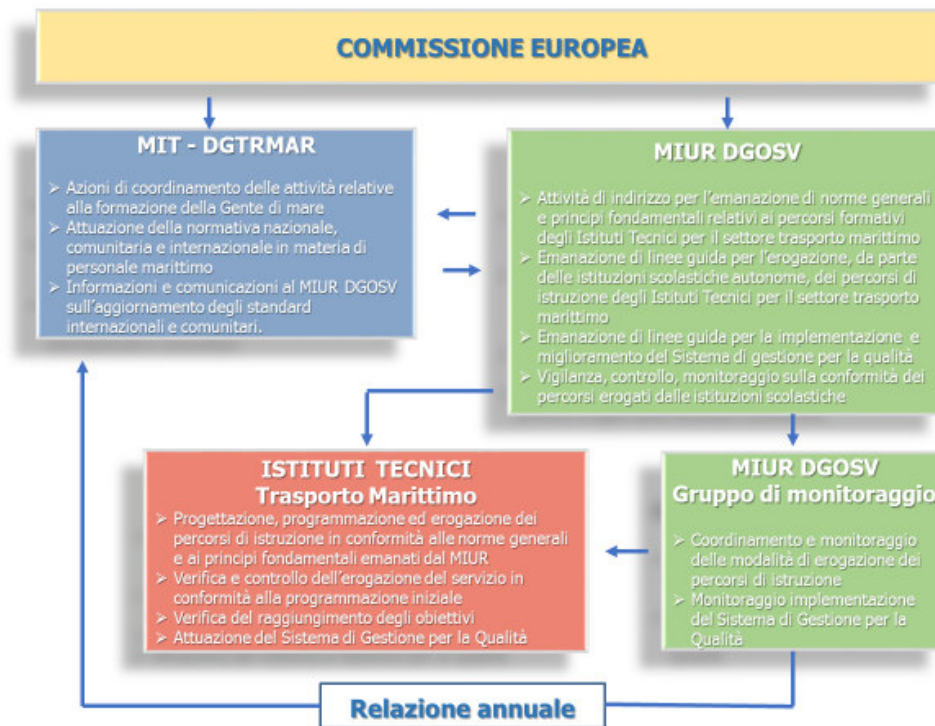 COMMISSIONE EUROPEA
MIT - DGTRMAR
➢ Azioni di coordinamento delle attività relative
alla formazione della Gente di mare
➢ Attuazione della normativa nazionale,
comunitaria e internazionale in materia di
personale marittimo
➢ Informazioni e comunicazioni al MIUR DGOSV
sull'aggiornamento degli standard
internazionali e comunitari.
MIUR DGOSV
➢ Attività di indirizzo per l'emanazione di norme generali
e principi fondamentali relativi ai percorsi formativi
degli Istituti Tecnici per il settore trasporto marittimo
➢ Emanazione di linee guida per l'erogazione, da parte
delle istituzioni scolastiche autonome, dei percorsi di
istruzione degli Istituti Tecnici per il settore trasporto
marittimo
➢ Emanazione di linee guida per la implementazione e
miglioramento del Sistema di gestione per la qualità
➢ Vigilanza, controllo, monitoraggio sulla conformità dei
percorsi erogati dalle istituzioni scolastiche
ISTITUTI TECNICI
Trasporto Marittimo
➢ Progettazione, programmazione ed erogazione dei
percorsi di istruzione in conformità alle norme generali
e ai principi fondamentali emanati dal MIUR
➢ Verifica e controllo dell'erogazione del servizio in
conformità alla programmazione iniziale
➢ Verifica del raggiungimento degli obiettivi
➢ Attuazione del Sistema di Gestione per la Qualità
MIUR DGOSV
Gruppo di monitoraggio
➢ Coordinamento e monitoraggio
delle modalità di erogazione dei
percorsi di istruzione
➢ Monitoraggio implementazione
del Sistema di Gestione per la
Qualità
Relazione annuale